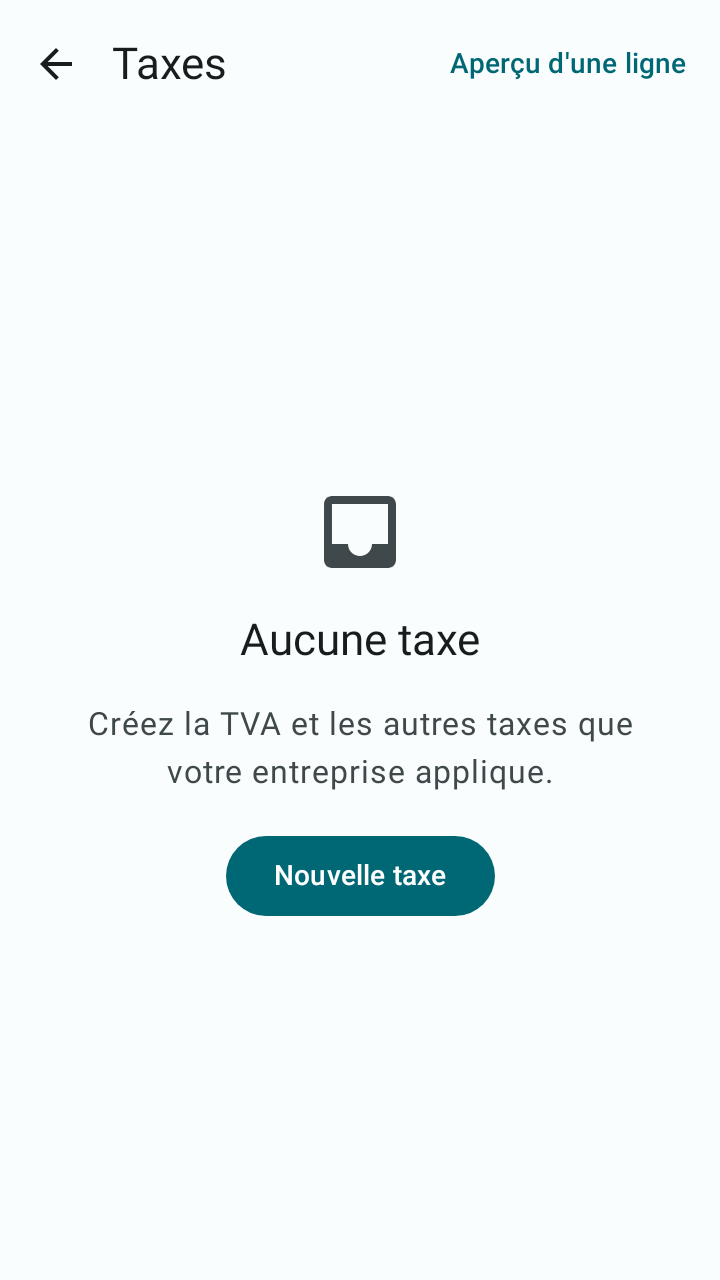 Taxes
Aperçu d'une ligne
Aucune taxe
Créez la TVA et les autres taxes que
votre entreprise applique.
Nouvelle taxe